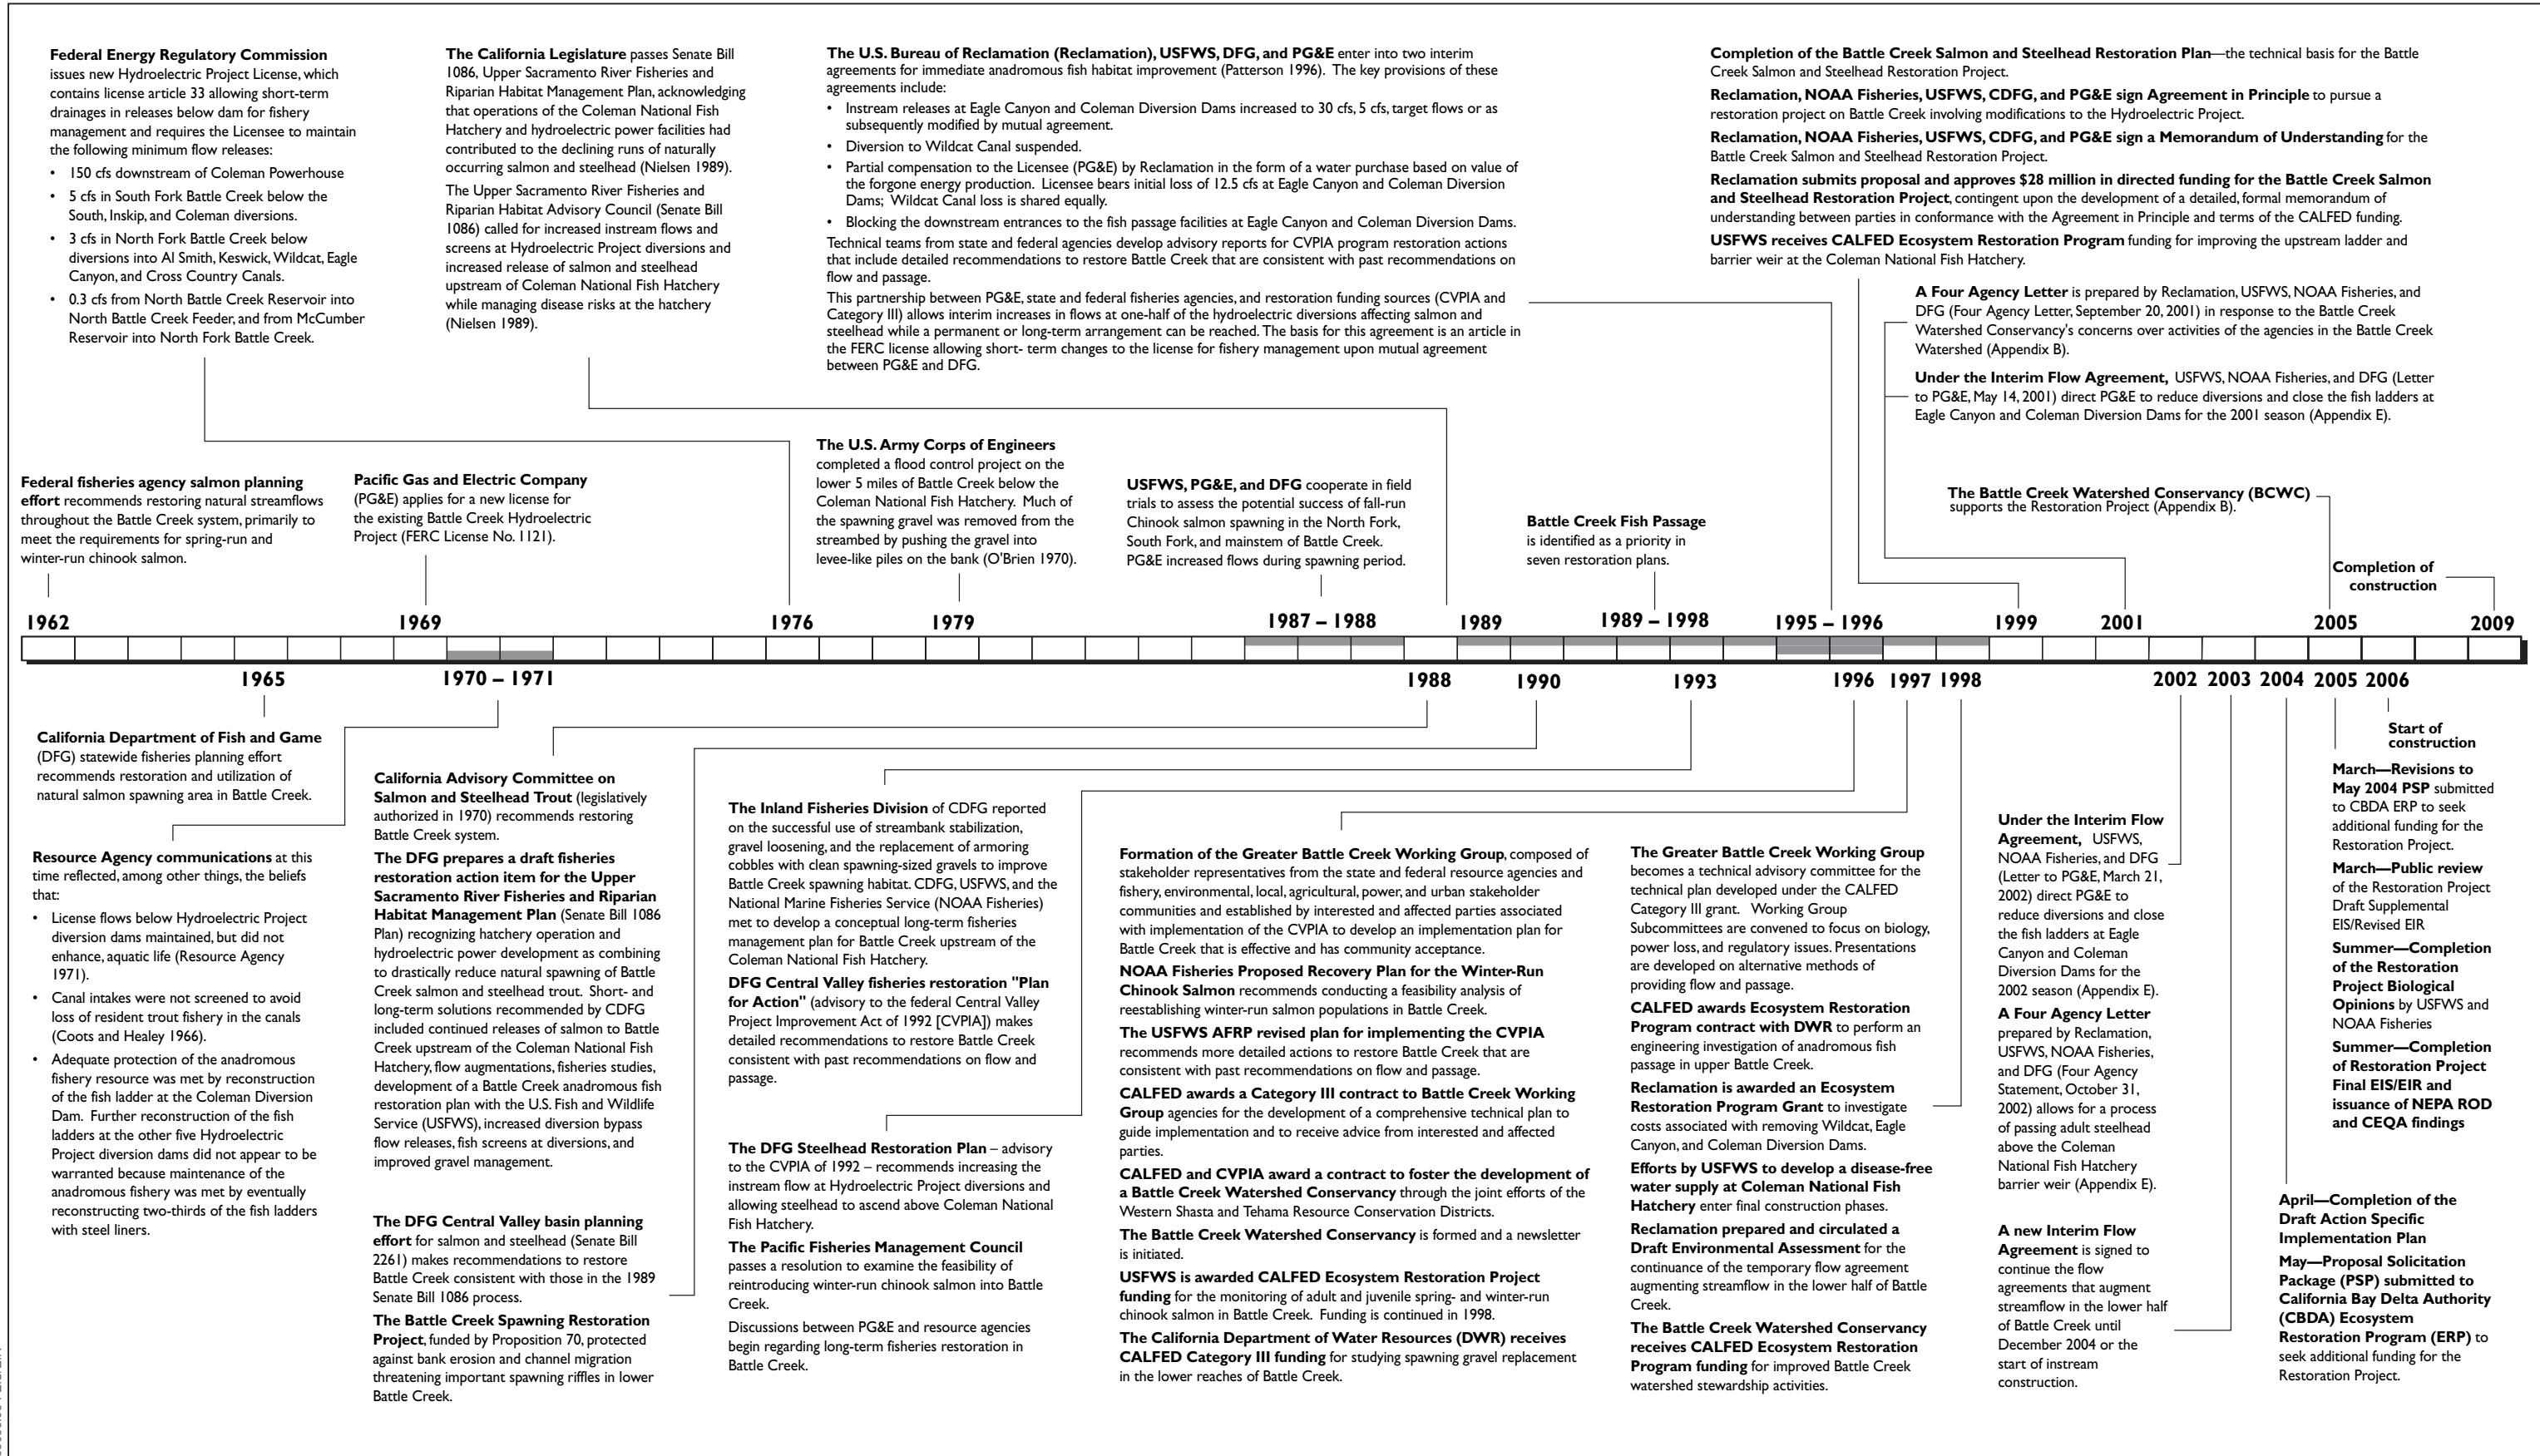 Federal Energy Regulatory Commission
issues new Hydroelectric Project License, which
contains license article 33 allowing short-term
drainages in releases below dam for fishery
management and requires the Licensee to maintain
the following minimum flow releases:
• 150 cfs downstream of Coleman Powerhouse
• 5 cfs in South Fork Battle Creek below the
South, Inskip, and Coleman diversions.
• 3 cfs in North Fork Battle Creek below
diversions into Al Smith, Keswick, Wildcat, Eagle
Canyon, and Cross Country Canals.
• 0.3 cfs from North Battle Creek Reservoir into
North Battle Creek Feeder, and from McCumber
Reservoir into North Fork Battle Creek.
The California Legislature passes Senate Bill
1086, Upper Sacramento River Fisheries and
Riparian Habitat Management Plan, acknowledging
that operations of the Coleman National Fish
Hatchery and hydroelectric power facilities had
contributed to the declining runs of naturally
occurring salmon and steelhead (Nielsen 1989).
The Upper Sacramento River Fisheries and
Riparian Habitat Advisory Council (Senate Bill
1086) called for increased instream flows and
screens at Hydroelectric Project diversions and
increased release of salmon and steelhead
upstream of Coleman National Fish Hatchery
while managing disease risks at the hatchery
(Nielsen 1989).
The U.S. Bureau of Reclamation (Reclamation), USFWS, DFG, and PG&E enter into two interim
agreements for immediate anadromous fish habitat improvement (Patterson 1996). The key provisions of these
agreements include:
• Instream releases at Eagle Canyon and Coleman Diversion Dams increased to 30 cfs, 5 cfs, target flows or as
subsequently modified by mutual agreement.
• Diversion to Wildcat Canal suspended.
• Partial compensation to the Licensee (PG&E) by Reclamation in the form of a water purchase based on value of
the forgone energy production. Licensee bears initial loss of 12.5 cfs at Eagle Canyon and Coleman Diversion
Dams; Wildcat Canal loss is shared equally.
• Blocking the downstream entrances to the fish passage facilities at Eagle Canyon and Coleman Diversion Dams.
Technical teams from state and federal agencies develop advisory reports for CVPIA program restoration actions
that include detailed recommendations to restore Battle Creek that are consistent with past recommendations on
flow and passage.
This partnership between PG&E, state and federal fisheries agencies, and restoration funding sources (CVPIA and
Category III) allows interim increases in flows at one-half of the hydroelectric diversions affecting salmon and
steelhead while a permanent or long-term arrangement can be reached. The basis for this agreement is an article in
the FERC license allowing short- term changes to the license for fishery management upon mutual agreement
between PG&E and DFG.
Completion of the Battle Creek Salmon and Steelhead Restoration Plan—the technical basis for the Battle
Creek Salmon and Steelhead Restoration Project.
Reclamation, NOAA Fisheries, USFWS, CDFG, and PG&E sign Agreement in Principle to pursue a
restoration project on Battle Creek involving modifications to the Hydroelectric Project.
Reclamation, NOAA Fisheries, USFWS, CDFG, and PG&E sign a Memorandum of Understanding for the
Battle Creek Salmon and Steelhead Restoration Project.
Reclamation submits proposal and approves $28 million in directed funding for the Battle Creek Salmon
and Steelhead Restoration Project, contingent upon the development of a detailed, formal memorandum of
understanding between parties in conformance with the Agreement in Principle and terms of the CALFED funding.
USFWS receives CALFED Ecosystem Restoration Program funding for improving the upstream ladder and
barrier weir at the Coleman National Fish Hatchery.
A Four Agency Letter is prepared by Reclamation, USFWS, NOAA Fisheries, and
DFG (Four Agency Letter, September 20, 2001) in response to the Battle Creek
Watershed Conservancy's concerns over activities of the agencies in the Battle Creek
Watershed (Appendix B).
Under the Interim Flow Agreement, USFWS, NOAA Fisheries, and DFG (Letter
to PG&E, May 14, 2001) direct PG&E to reduce diversions and close the fish ladders at
Eagle Canyon and Coleman Diversion Dams for the 2001 season (Appendix E).
Federal fisheries agency salmon planning
effort recommends restoring natural streamflows
throughout the Battle Creek system, primarily to
meet the requirements for spring-run and
winter-run chinook salmon.
Pacific Gas and Electric Company
(PG&E) applies for a new license for
the existing Battle Creek Hydroelectric
Project (FERC License No. 1121).
The U.S. Army Corps of Engineers
completed a flood control project on the
lower 5 miles of Battle Creek below the
Coleman National Fish Hatchery. Much of
the spawning gravel was removed from the
streambed by pushing the gravel into
levee-like piles on the bank (O'Brien 1970).
USFWS, PG&E, and DFG cooperate in field
trials to assess the potential success of fall-run
Chinook salmon spawning in the North Fork,
South Fork, and mainstem of Battle Creek.
PG&E increased flows during spawning period.
Battle Creek Fish Passage
is identified as a priority in
seven restoration plans.
The Battle Creek Watershed Conservancy (BCWC)
supports the Restoration Project (Appendix B).
Completion of
construction
1962 1969 1976 1979 1987 – 1988 1989 1989 – 1998 1995 – 1996 1999 2001 2005 2009
1965 1970 – 1971 1988 1990 1993 1996 1997 1998 2002 2003 2004 2005 2006
California Department of Fish and Game
(DFG) statewide fisheries planning effort
recommends restoration and utilization of
natural salmon spawning area in Battle Creek.
Resource Agency communications at this
time reflected, among other things, the beliefs
that:
• License flows below Hydroelectric Project
diversion dams maintained, but did not
enhance, aquatic life (Resource Agency
1971).
• Canal intakes were not screened to avoid
loss of resident trout fishery in the canals
(Coots and Healey 1966).
• Adequate protection of the anadromous
fishery resource was met by reconstruction
of the fish ladder at the Coleman Diversion
Dam. Further reconstruction of the fish
ladders at the other five Hydroelectric
Project diversion dams did not appear to be
warranted because maintenance of the
anadromous fishery was met by eventually
reconstructing two-thirds of the fish ladders
with steel liners.
California Advisory Committee on
Salmon and Steelhead Trout (legislatively
authorized in 1970) recommends restoring
Battle Creek system.
The DFG prepares a draft fisheries
restoration action item for the Upper
Sacramento River Fisheries and Riparian
Habitat Management Plan (Senate Bill 1086
Plan) recognizing hatchery operation and
hydroelectric power development as combining
to drastically reduce natural spawning of Battle
Creek salmon and steelhead trout. Short- and
long-term solutions recommended by CDFG
included continued releases of salmon to Battle
Creek upstream of the Coleman National Fish
Hatchery, flow augmentations, fisheries studies,
development of a Battle Creek anadromous fish
restoration plan with the U.S. Fish and Wildlife
Service (USFWS), increased diversion bypass
flow releases, fish screens at diversions, and
improved gravel management.
The DFG Central Valley basin planning
effort for salmon and steelhead (Senate Bill
2261) makes recommendations to restore
Battle Creek consistent with those in the 1989
Senate Bill 1086 process.
The Battle Creek Spawning Restoration
Project, funded by Proposition 70, protected
against bank erosion and channel migration
threatening important spawning riffles in lower
Battle Creek.
The Inland Fisheries Division of CDFG reported
on the successful use of streambank stabilization,
gravel loosening, and the replacement of armoring
cobbles with clean spawning-sized gravels to improve
Battle Creek spawning habitat. CDFG, USFWS, and the
National Marine Fisheries Service (NOAA Fisheries)
met to develop a conceptual long-term fisheries
management plan for Battle Creek upstream of the
Coleman National Fish Hatchery.
DFG Central Valley fisheries restoration "Plan
for Action" (advisory to the federal Central Valley
Project Improvement Act of 1992 [CVPIA]) makes
detailed recommendations to restore Battle Creek
consistent with past recommendations on flow and
passage.
The DFG Steelhead Restoration Plan – advisory
to the CVPIA of 1992 – recommends increasing the
instream flow at Hydroelectric Project diversions and
allowing steelhead to ascend above Coleman National
Fish Hatchery.
The Pacific Fisheries Management Council
passes a resolution to examine the feasibility of
reintroducing winter-run chinook salmon into Battle
Creek.
Discussions between PG&E and resource agencies
begin regarding long-term fisheries restoration in
Battle Creek.
Formation of the Greater Battle Creek Working Group, composed of
stakeholder representatives from the state and federal resource agencies and
fishery, environmental, local, agricultural, power, and urban stakeholder
communities and established by interested and affected parties associated
with implementation of the CVPIA to develop an implementation plan for
Battle Creek that is effective and has community acceptance.
NOAA Fisheries Proposed Recovery Plan for the Winter-Run
Chinook Salmon recommends conducting a feasibility analysis of
reestablishing winter-run salmon populations in Battle Creek.
The USFWS AFRP revised plan for implementing the CVPIA
recommends more detailed actions to restore Battle Creek that are
consistent with past recommendations on flow and passage.
CALFED awards a Category III contract to Battle Creek Working
Group agencies for the development of a comprehensive technical plan to
guide implementation and to receive advice from interested and affected
parties.
CALFED and CVPIA award a contract to foster the development of
a Battle Creek Watershed Conservancy through the joint efforts of the
Western Shasta and Tehama Resource Conservation Districts.
The Battle Creek Watershed Conservancy is formed and a newsletter
is initiated.
USFWS is awarded CALFED Ecosystem Restoration Project
funding for the monitoring of adult and juvenile spring- and winter-run
chinook salmon in Battle Creek. Funding is continued in 1998.
The California Department of Water Resources (DWR) receives
CALFED Category III funding for studying spawning gravel replacement
in the lower reaches of Battle Creek.
The Greater Battle Creek Working Group
becomes a technical advisory committee for the
technical plan developed under the CALFED
Category III grant. Working Group
Subcommittees are convened to focus on biology,
power loss, and regulatory issues. Presentations
are developed on alternative methods of
providing flow and passage.
CALFED awards Ecosystem Restoration
Program contract with DWR to perform an
engineering investigation of anadromous fish
passage in upper Battle Creek.
Reclamation is awarded an Ecosystem
Restoration Program Grant to investigate
costs associated with removing Wildcat, Eagle
Canyon, and Coleman Diversion Dams.
Efforts by USFWS to develop a disease-free
water supply at Coleman National Fish
Hatchery enter final construction phases.
Reclamation prepared and circulated a
Draft Environmental Assessment for the
continuance of the temporary flow agreement
augmenting streamflow in the lower half of Battle
Creek.
The Battle Creek Watershed Conservancy
receives CALFED Ecosystem Restoration
Program funding for improved Battle Creek
watershed stewardship activities.
Under the Interim Flow
Agreement, USFWS,
NOAA Fisheries, and DFG
(Letter to PG&E, March 21,
2002) direct PG&E to
reduce diversions and close
the fish ladders at Eagle
Canyon and Coleman
Diversion Dams for the
2002 season (Appendix E).
A Four Agency Letter
prepared by Reclamation,
USFWS, NOAA Fisheries,
and DFG (Four Agency
Statement, October 31,
2002) allows for a process
of passing adult steelhead
above the Coleman
National Fish Hatchery
barrier weir (Appendix E).
A new Interim Flow
Agreement is signed to
continue the flow
agreements that augment
streamflow in the lower half
of Battle Creek until
December 2004 or the
start of instream
construction.
Start of
construction
March—Revisions to
May 2004 PSP submitted
to CBDA ERP to seek
additional funding for the
Restoration Project.
March—Public review
of the Restoration Project
Draft Supplemental
EIS/Revised EIR
Summer—Completion
of the Restoration
Project Biological
Opinions by USFWS and
NOAA Fisheries
Summer—Completion
of Restoration Project
Final EIS/EIR and
issuance of NEPA ROD
and CEQA findings
April—Completion of the
Draft Action Specific
Implementation Plan
May—Proposal Solicitation
Package (PSP) submitted to
California Bay Delta Authority
(CBDA) Ecosystem
Restoration Program (ERP) to
seek additional funding for the
Restoration Project.